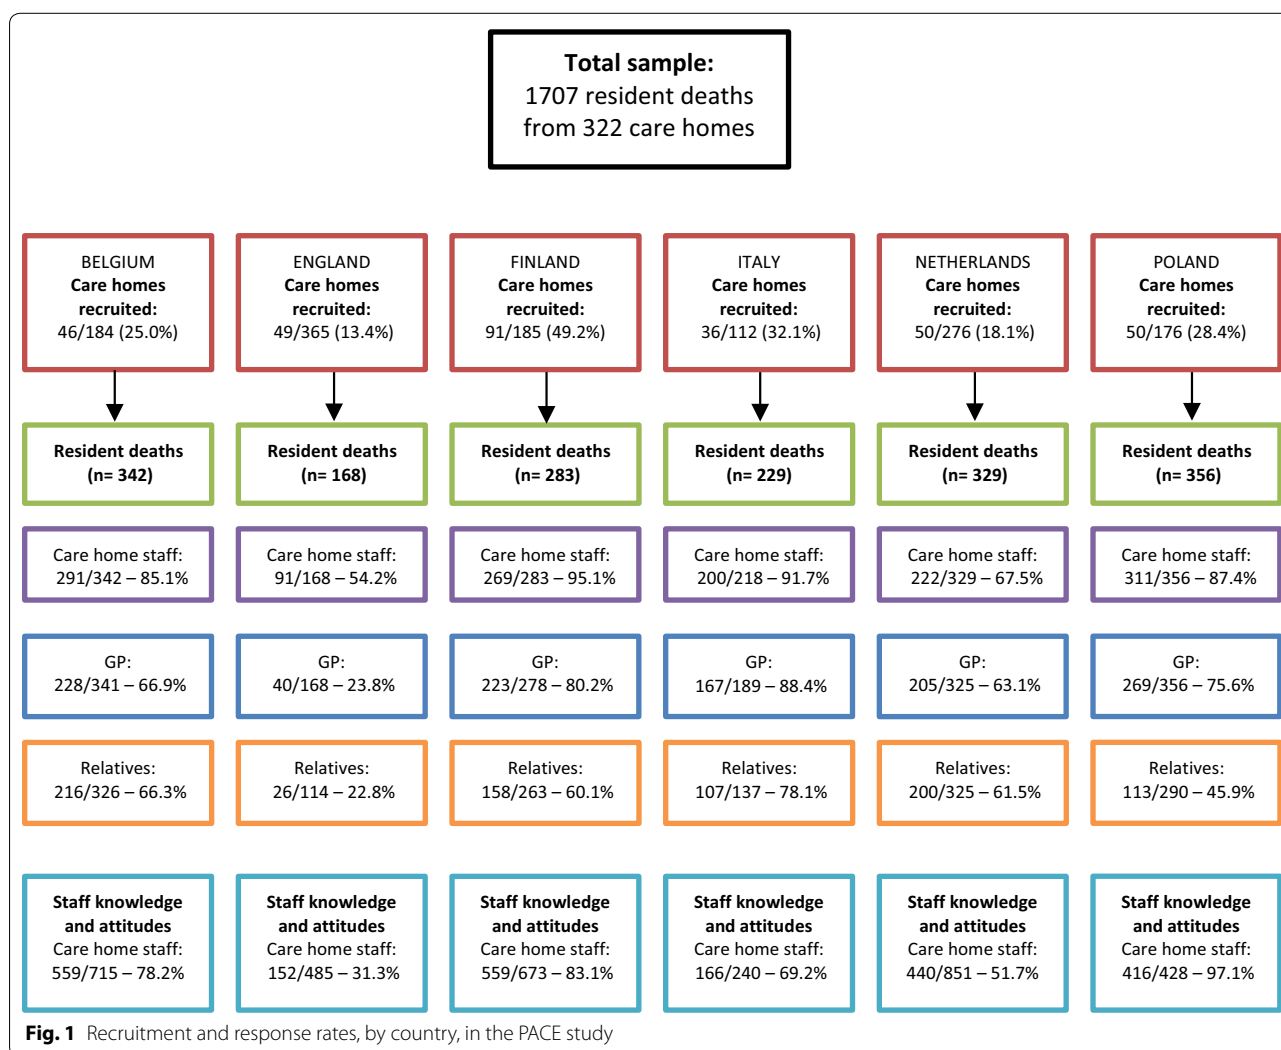 Total sample:
1707 resident deaths
from 322 care homes
BELGIUM
Care homes
recruited:
46/184 (25.0%)
ENGLAND
Care homes
recruited:
49/365 (13.4%)
FINLAND
Care homes
recruited:
91/185 (49.2%)
ITALY
Care homes
recruited:
36/112 (32.1%)
NETHERLANDS
Care homes
recruited:
50/276 (18.1%)
POLAND
Care homes
recruited:
50/176 (28.4%)
Resident deaths
(n= 342)
Resident deaths
(n= 168)
Resident deaths
(n= 283)
Resident deaths
(n= 229)
Resident deaths
(n= 329)
Resident deaths
(n= 356)
Care home staff:
291/342 – 85.1%
Care home staff:
91/168 – 54.2%
Care home staff:
269/283 – 95.1%
Care home staff:
200/218 – 91.7%
Care home staff:
222/329 – 67.5%
Care home staff:
311/356 – 87.4%
GP:
228/341 – 66.9%
GP:
40/168 – 23.8%
GP:
223/278 – 80.2%
GP:
167/189 – 88.4%
GP:
205/325 – 63.1%
GP:
269/356 – 75.6%
Relatives:
216/326 – 66.3%
Relatives:
26/114 – 22.8%
Relatives:
158/263 – 60.1%
Relatives:
107/137 – 78.1%
Relatives:
200/325 – 61.5%
Relatives:
113/290 – 45.9%
Staff knowledge
and attitudes
Care home staff:
559/715 – 78.2%
Staff knowledge
and attitudes
Care home staff:
152/485 – 31.3%
Staff knowledge
and attitudes
Care home staff:
559/673 – 83.1%
Staff knowledge
and attitudes
Care home staff:
166/240 – 69.2%
Staff knowledge
and attitudes
Care home staff:
440/851 – 51.7%
Staff knowledge
and attitudes
Care home staff:
416/428 – 97.1%
Fig. 1 Recruitment and response rates, by country, in the PACE study